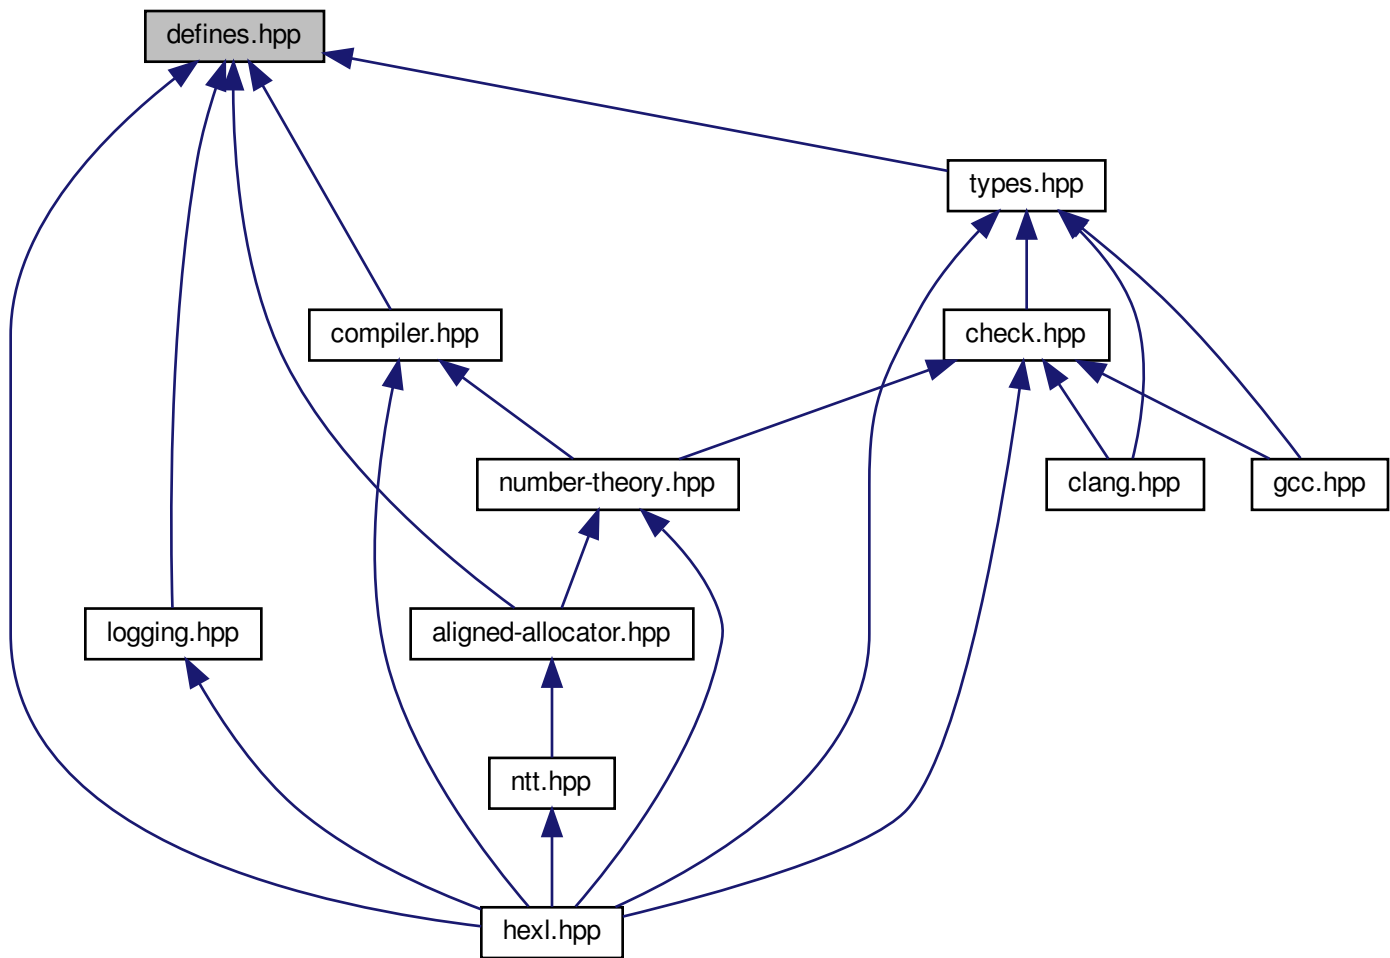 defines.hpp
types.hpp
compiler.hpp
check.hpp
number-theory.hpp
clang.hpp
gcc.hpp
logging.hpp
aligned-allocator.hpp
ntt.hpp
hexl.hpp